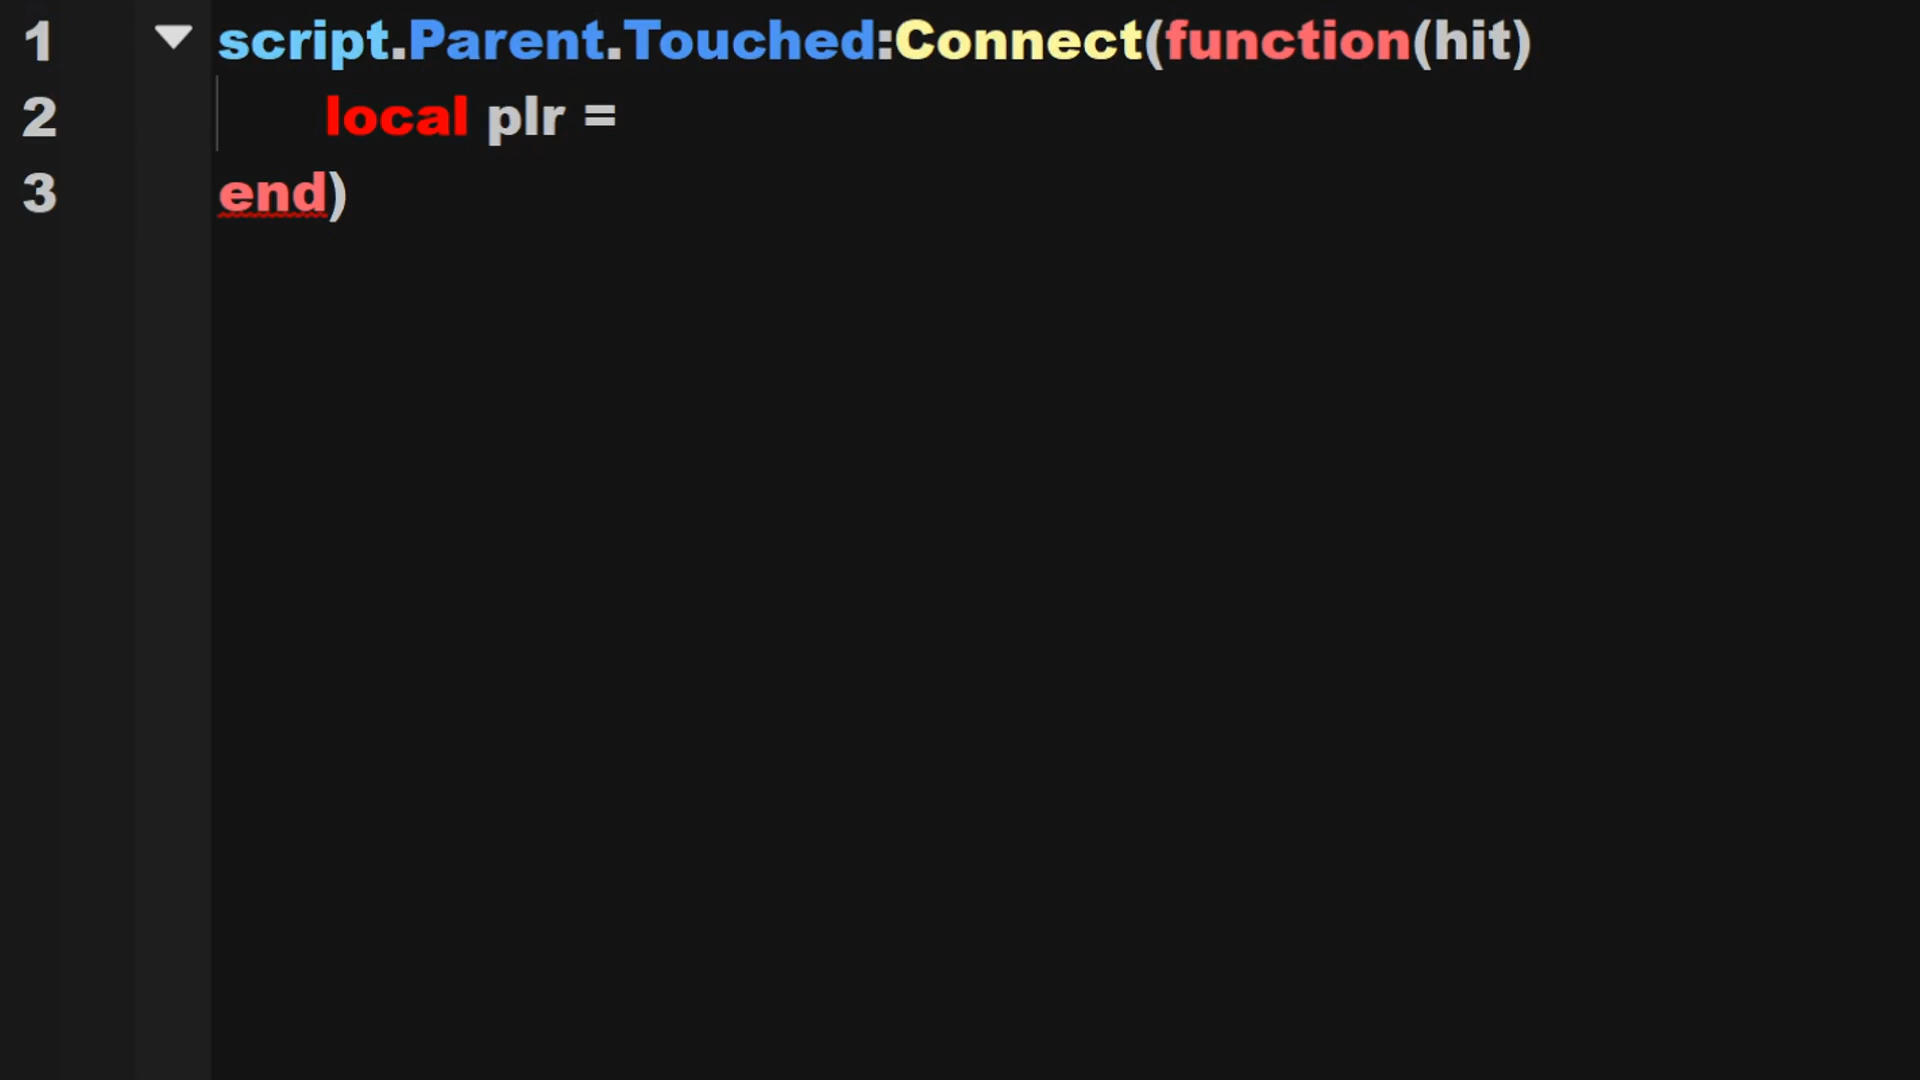 1 script.Parent.Touched:Connect(function(hit)
2 local plr =
3 end)